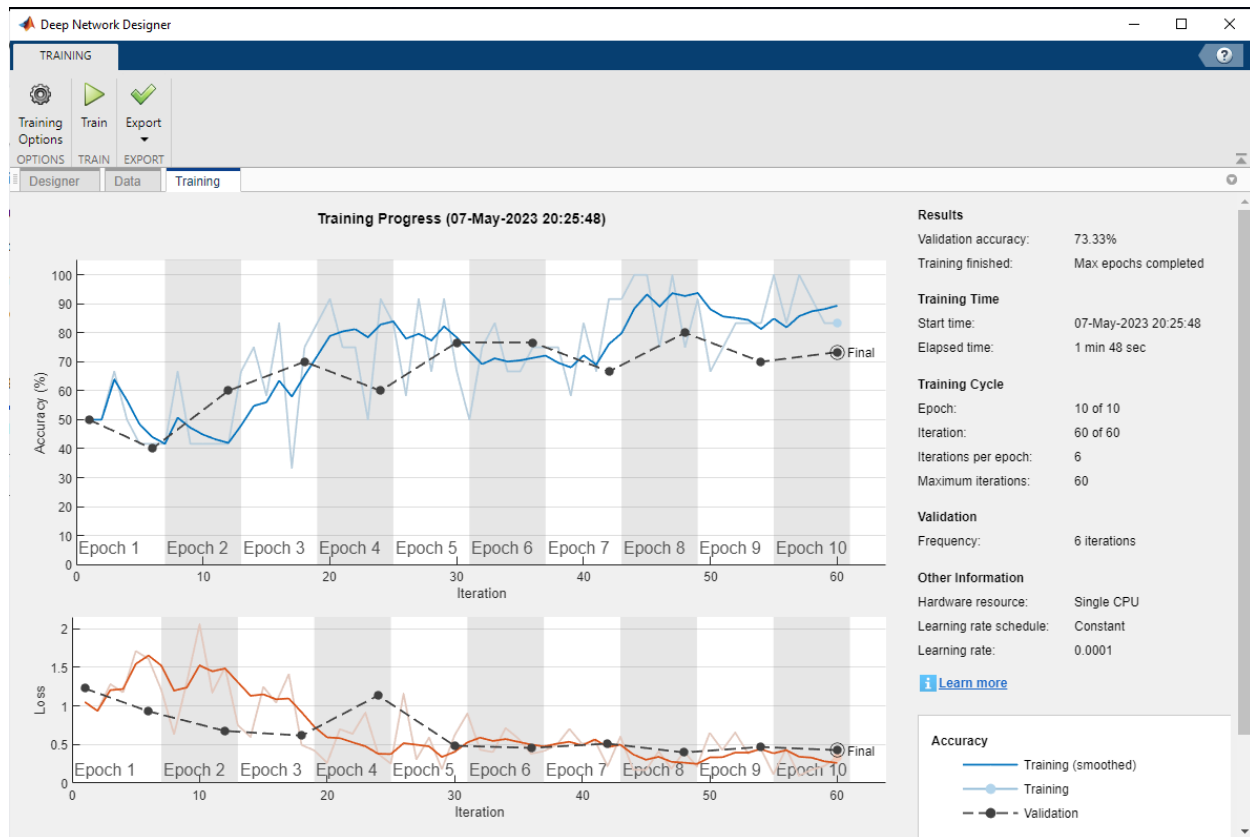 Deep Network Designer
TRAINING
?
Training Options
Train
Export
OPTIONS
TRAIN
EXPORT
Designer
Data
Training
Training Progress (07-May-2023 20:25:48)
100
90
80
70
60
50
40
30
20
10
0
Accuracy (%)
Final
Epoch 1 Epoch 2 Epoch 3 Epoch 4 Epoch 5 Epoch 6 Epoch 7 Epoch 8 Epoch 9 Epoch 10
0 10 20 30 40 50 60
Iteration
2
1.5
1
0.5
0
Loss
Final
Epoch 1 Epoch 2 Epoch 3 Epoch 4 Epoch 5 Epoch 6 Epoch 7 Epoch 8 Epoch 9 Epoch 10
0 10 20 30 40 50 60
Iteration
Results
Validation accuracy: 73.33%
Training finished: Max epochs completed
Training Time
Start time: 07-May-2023 20:25:48
Elapsed time: 1 min 48 sec
Training Cycle
Epoch: 10 of 10
Iteration: 60 of 60
Iterations per epoch: 6
Maximum iterations: 60
Validation
Frequency: 6 iterations
Other Information
Hardware resource: Single CPU
Learning rate schedule: Constant
Learning rate: 0.0001
i Learn more
Accuracy
Training (smoothed)
Training
Validation